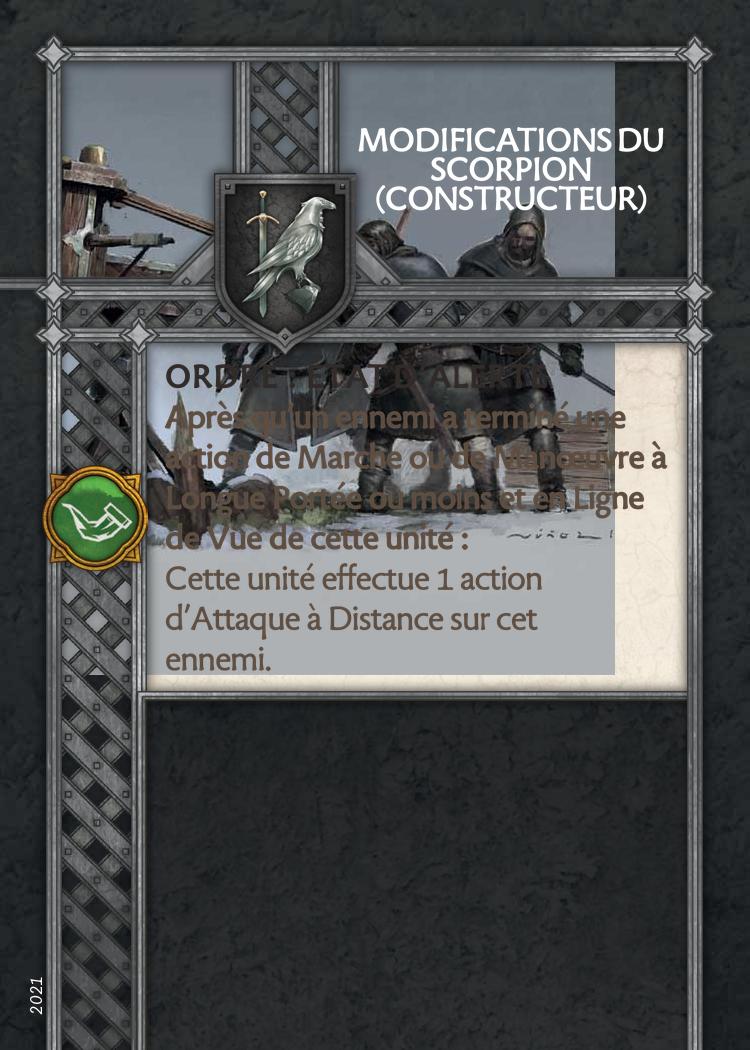 MODIFICATIONS DU
SCORPION
(CONSTRUCTEUR)
ORDRE : ÉTAT D'ALERTE
Après qu'un ennemi a terminé une
action de Marche ou de Manœuvre à
Longue Portée ou moins et en Ligne
de Vue de cette unité :
Cette unité effectue 1 action
d'Attaque à Distance sur cet
ennemi.
2021